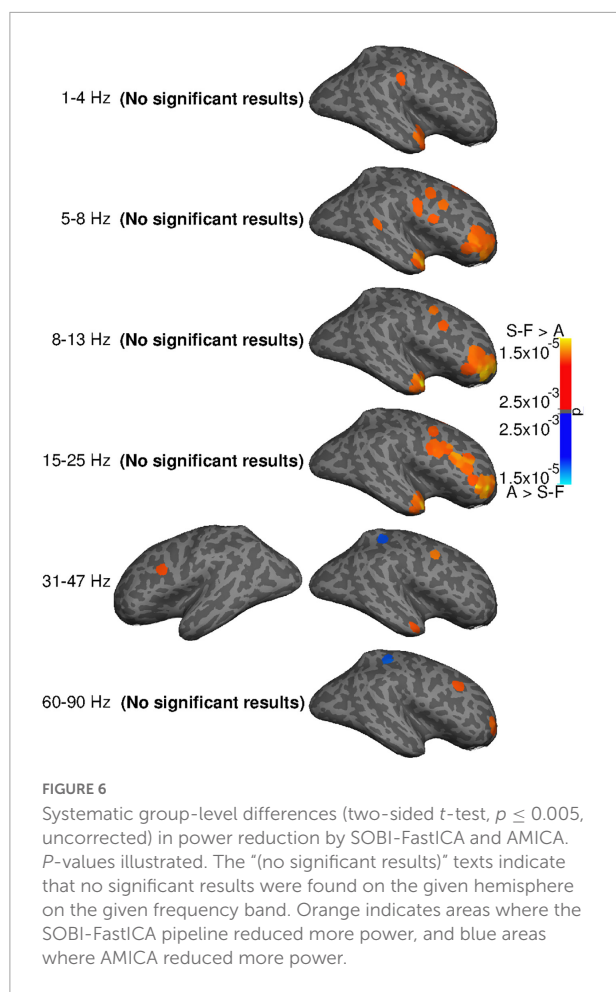 1-4 Hz (No significant results)
5-8 Hz (No significant results)
8-13 Hz (No significant results)
S-F > A
1.5x10-5
2.5x10-3
p
2.5x10-3
1.5x10-5
A > S-F
15-25 Hz (No significant results)
31-47 Hz
60-90 Hz (No significant results)
FIGURE 6
Systematic group-level differences (two-sided t-test, p ≤ 0.005,
uncorrected) in power reduction by SOBI-FastICA and AMICA.
P-values illustrated. The “(no significant results)” texts indicate
that no significant results were found on the given hemisphere
on the given frequency band. Orange indicates areas where the
SOBI-FastICA pipeline reduced more power, and blue areas
where AMICA reduced more power.